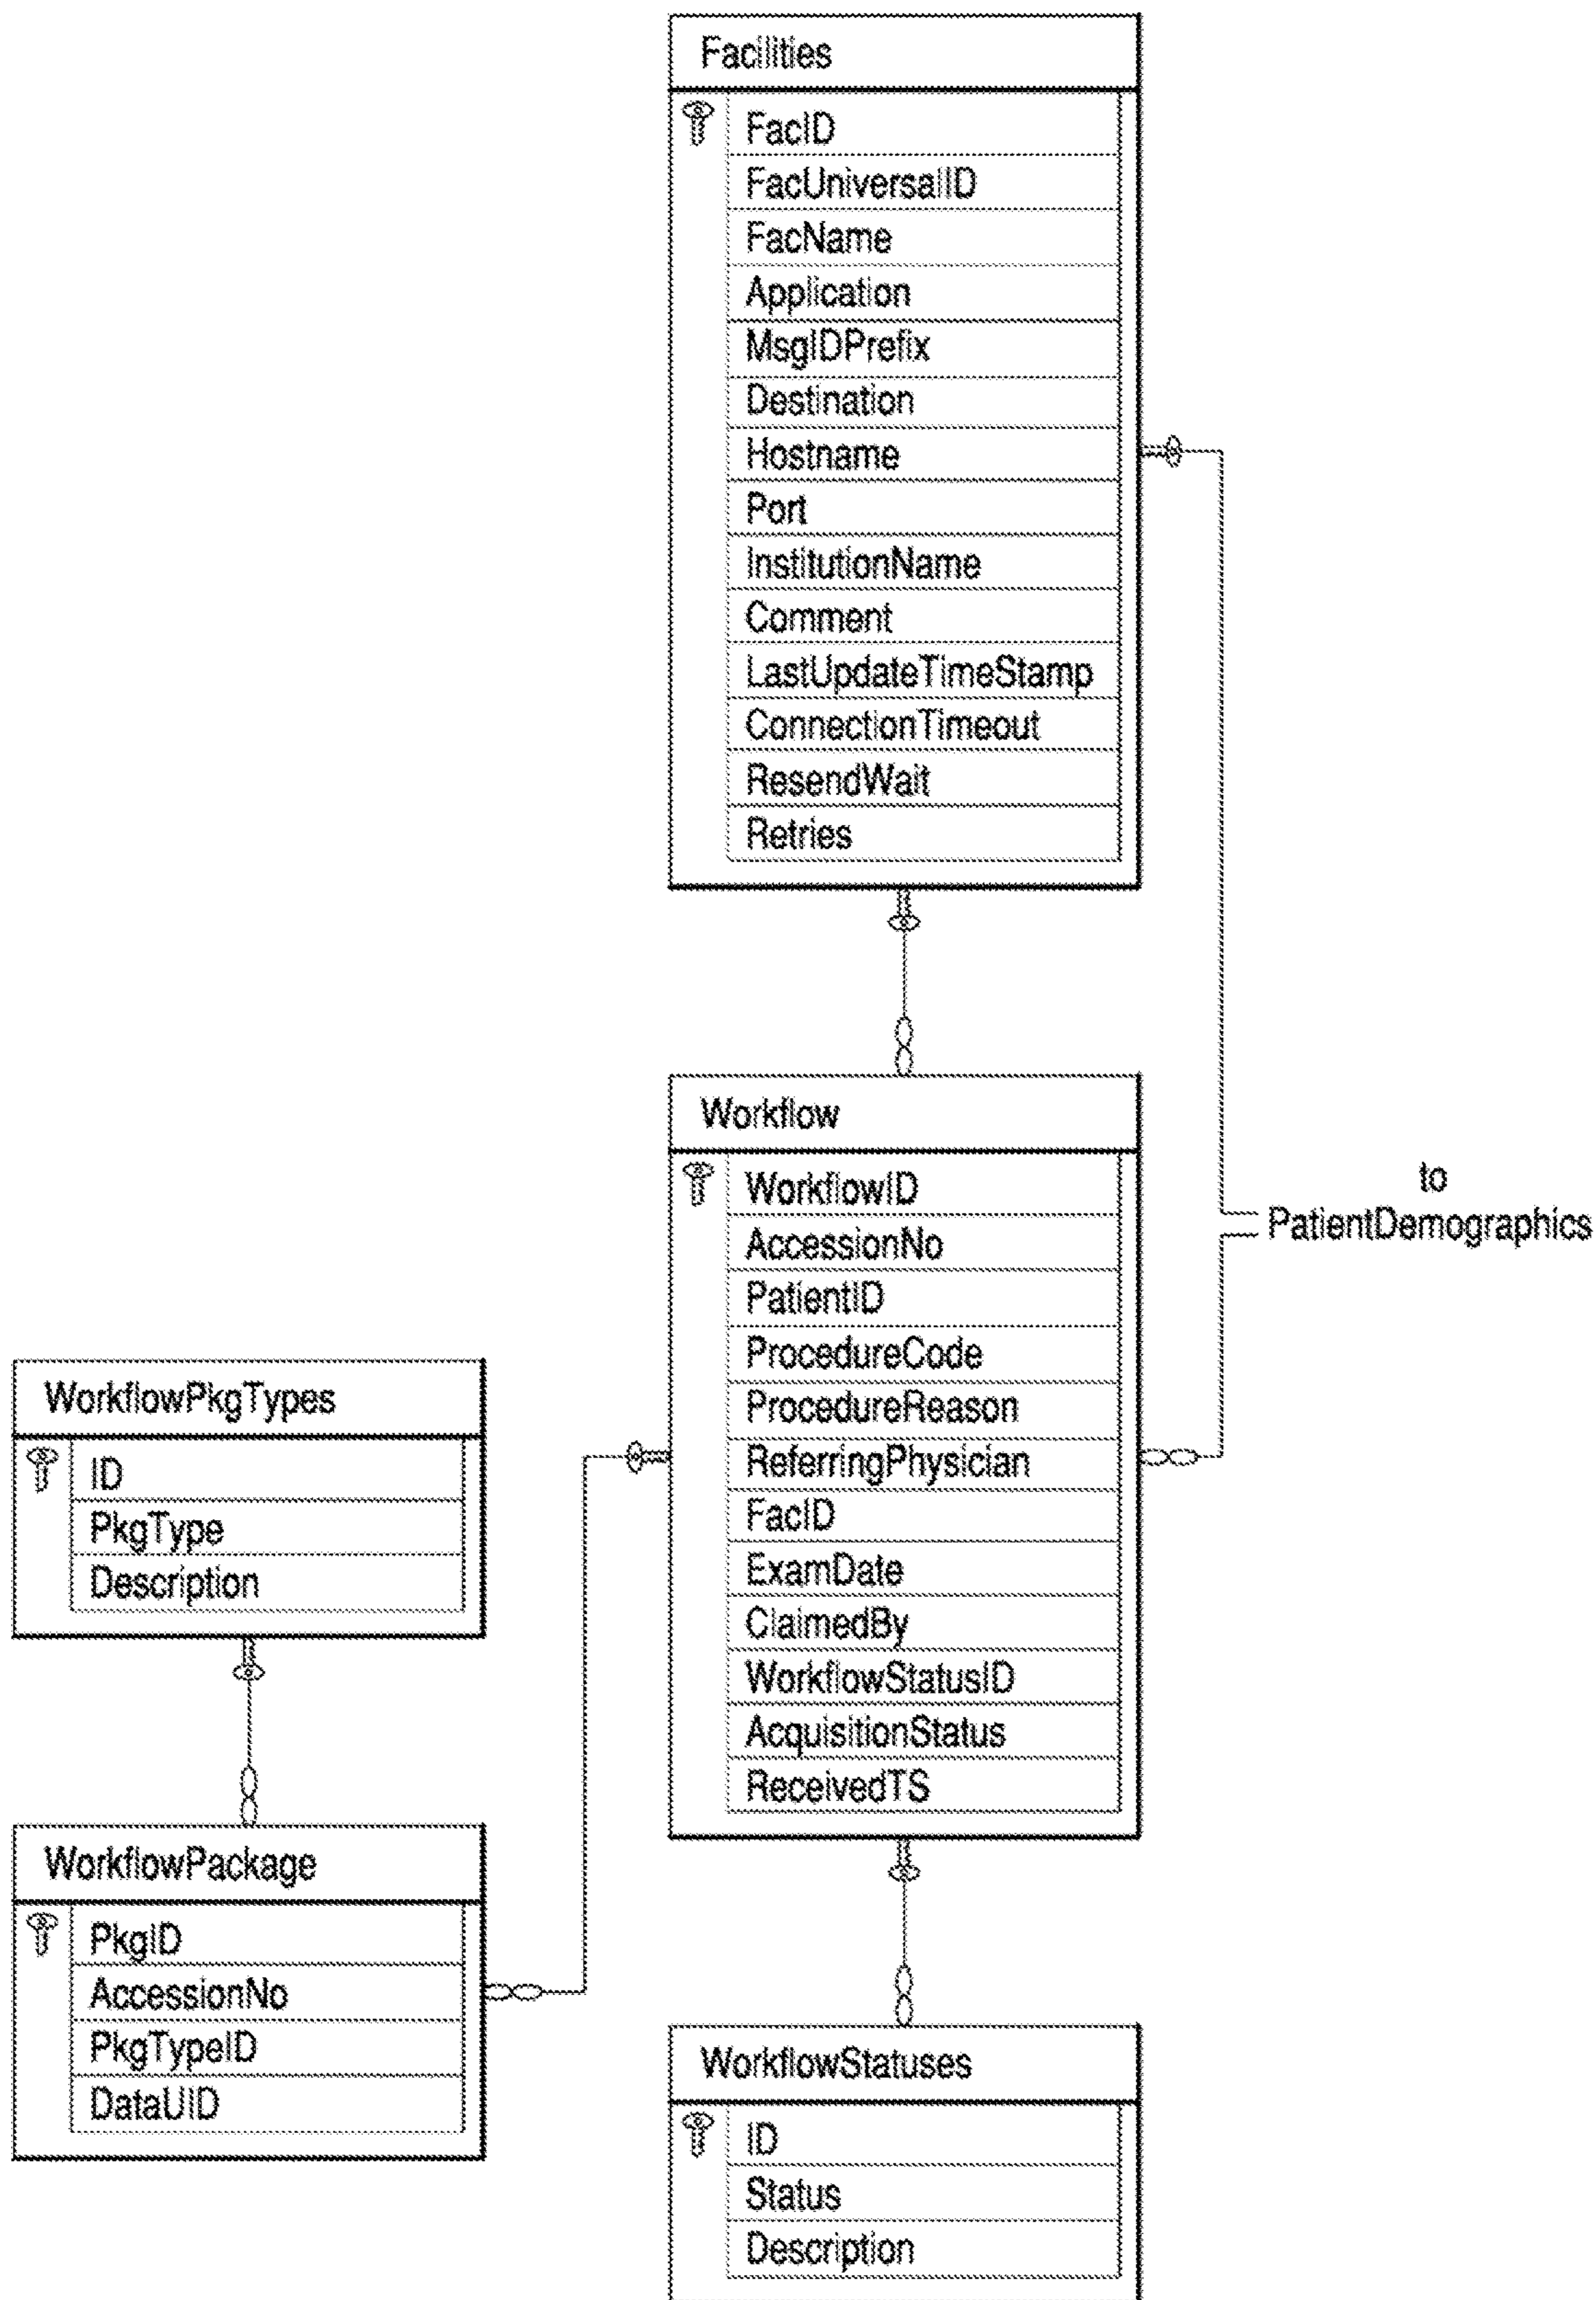 Facilities
FacID
FacUniversalID
FacName
Application
MsgIDPrefix
Destination
Hostname
Port
InstitutionName
Comment
LastUpdateTimeStamp
ConnectionTimeout
ResendWait
Retries
Workflow
WorkflowID
AccessionNo
PatientID
ProcedureCode
ProcedureReason
ReferringPhysician
FacID
ExamDate
ClaimedBy
WorkflowStatusID
AcquisitionStatus
ReceivedTS
to
PatientDemographics
WorkflowPkgTypes
ID
PkgType
Description
WorkflowPackage
PkgID
AccessionNo
PkgTypeID
DataUID
WorkflowStatuses
ID
Status
Description